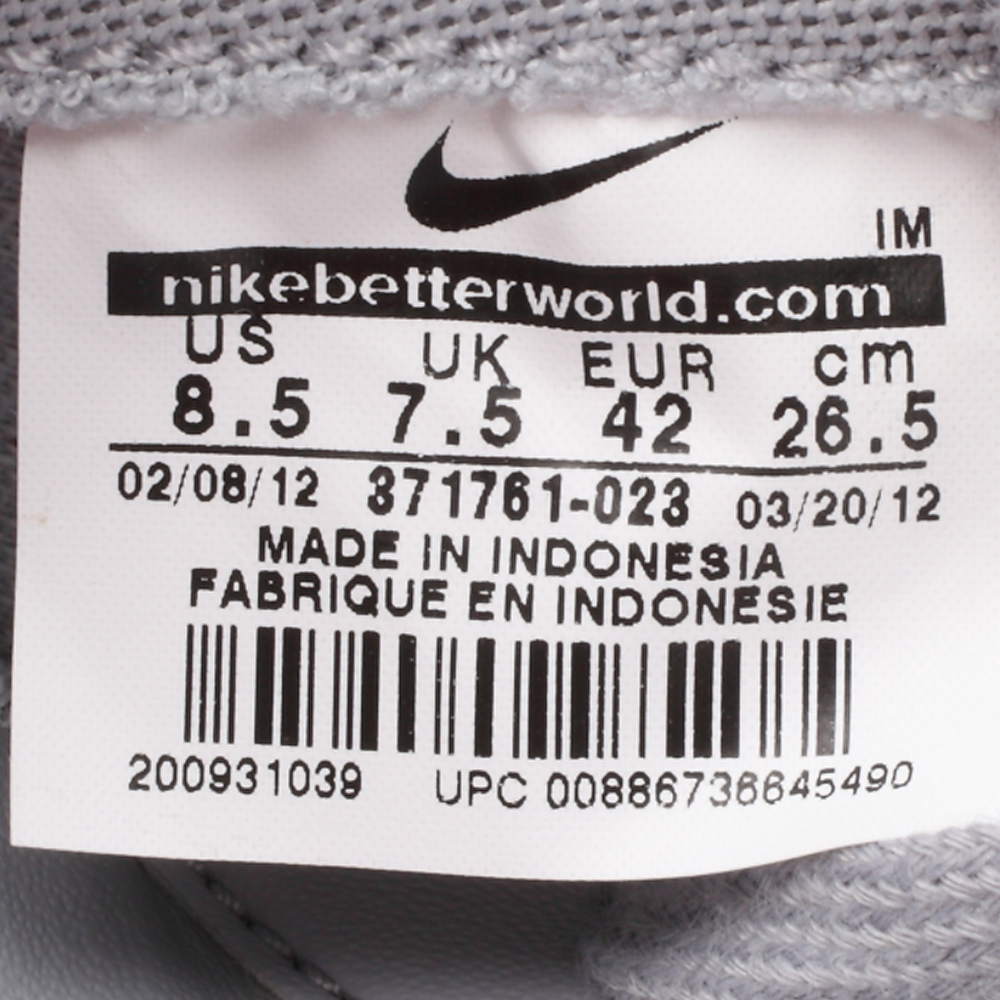 IM
nikebetterworld.com
US UK EUR cm
8.5 7.5 42 26.5
02/08/12 371761-023 03/20/12
MADE IN INDONESIA
FABRIQUE EN INDONESIE
200931039 UPC 00886736645490